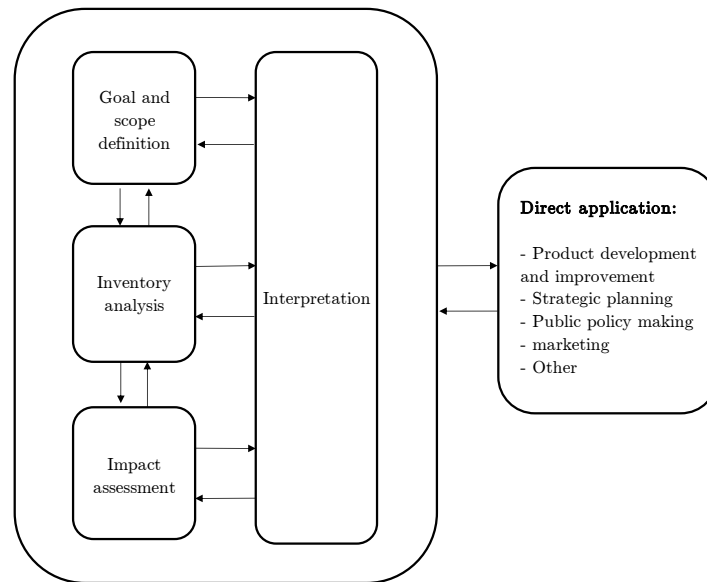 Goal and
scope
definition
Inventory
analysis
Impact
assessment
Interpretation
Direct application:
- Product development
and improvement
- Strategic planning
- Public policy making
- marketing
- Other